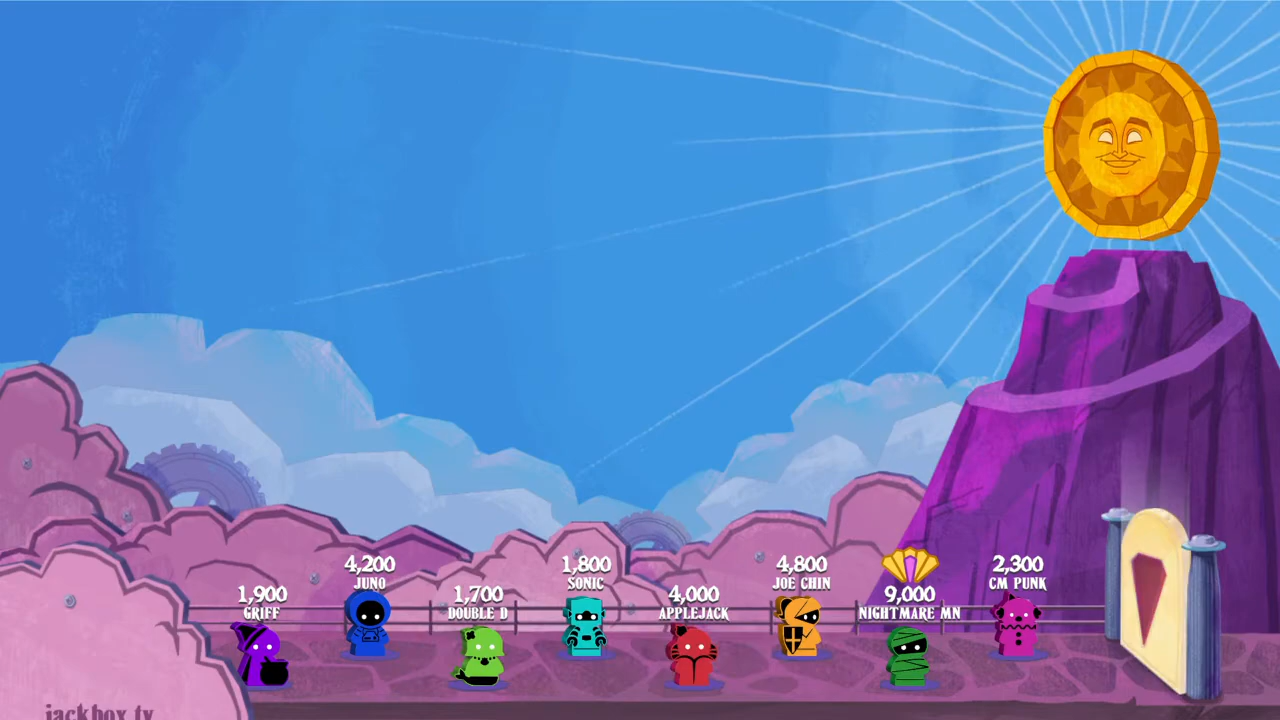 1,900
GRIFF
4,200
JUNO
1,700
DOUBLE D
1,800
SONIC
4,000
APPLEJACK
4,800
JOE CHIN
9,000
NIGHTMARE MN
2,300
CM PUNK
jackbox.tv